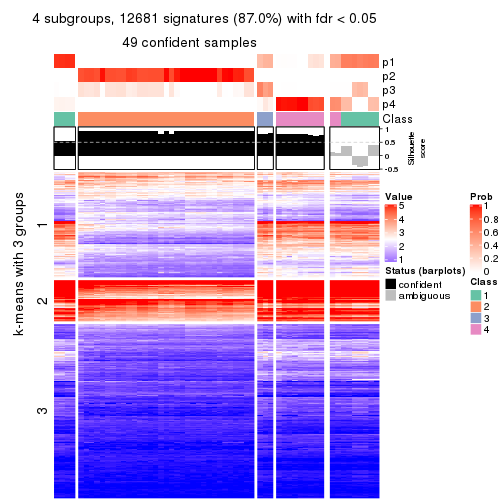 4 subgroups, 12681 signatures (87.0%) with fdr < 0.05
49 confident samples
p1
p2
p3
p4
Class
1
0.5
0
-0.5
Silhouette
score
k-means with 3 groups
1
2
3
Value
5
4
3
2
1
Status (barplots)
confident
ambiguous
Prob
1
0.8
0.6
0.4
0.2
0
Class
1
2
3
4